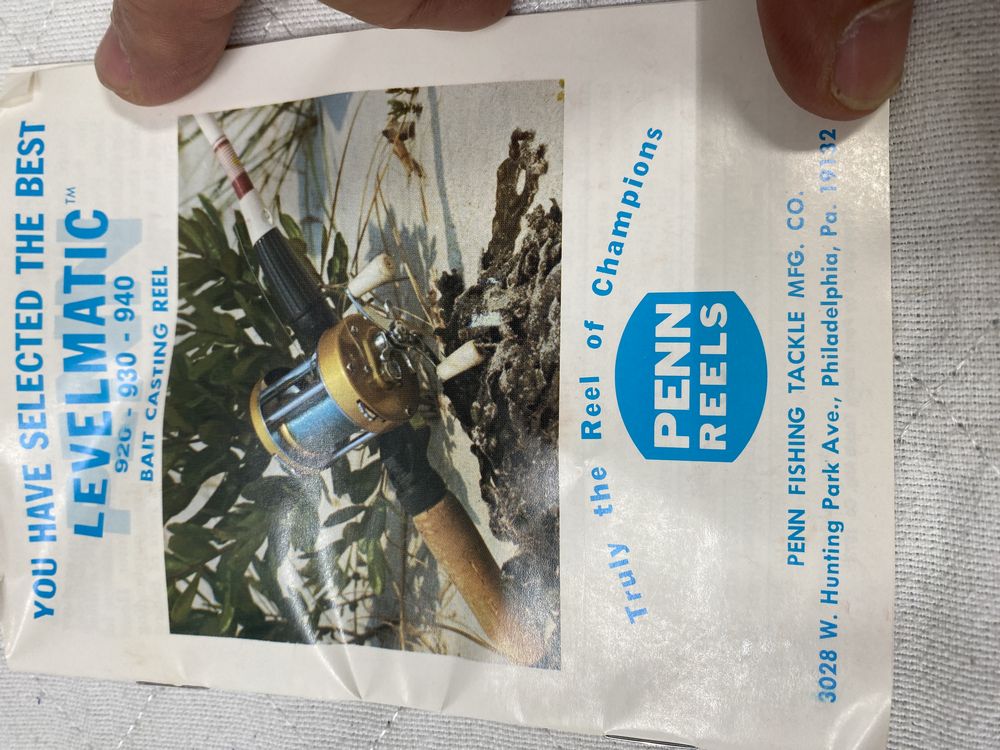 YOU HAVE SELECTED THE BEST
LEVELMATIC™
920 - 930 - 940
BAIT CASTING REEL
Truly the Reel of Champions
PENN
REELS
PENN FISHING TACKLE MFG. CO.
3028 W. Hunting Park Ave., Philadelphia, Pa. 19132